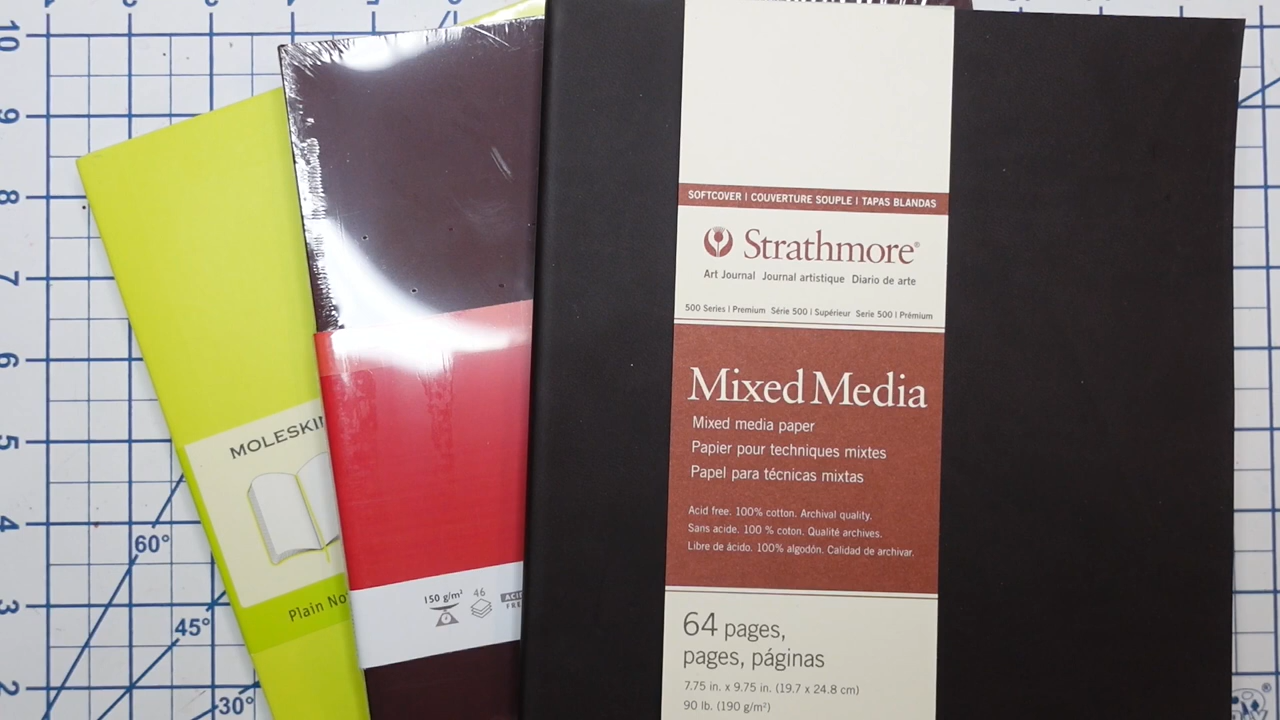 SOFTCOVER | COUVERTURE SOUPLE | TAPAS BLANDAS
Strathmore®
Art Journal Journal artistique Diario de arte
500 Series | Premium Série 500 | Supérieur Serie 500 | Prémium
Mixed Media
Mixed media paper
Papier pour techniques mixtes
Papel para técnicas mixtas
Acid free. 100% cotton. Archival quality.
Sans acide. 100 % coton. Qualité archives.
Libre de ácido. 100% algodón. Calidad de archivar.
64 pages,
pages, páginas
7.75 in. x 9.75 in. (19.7 x 24.8 cm)
90 lb. (190 g/m²)
MOLESKI
Plain No
150 g/m² 46
ACI
FRE
10
9
8
7
6
5
4
3
2
60°
45°
30°